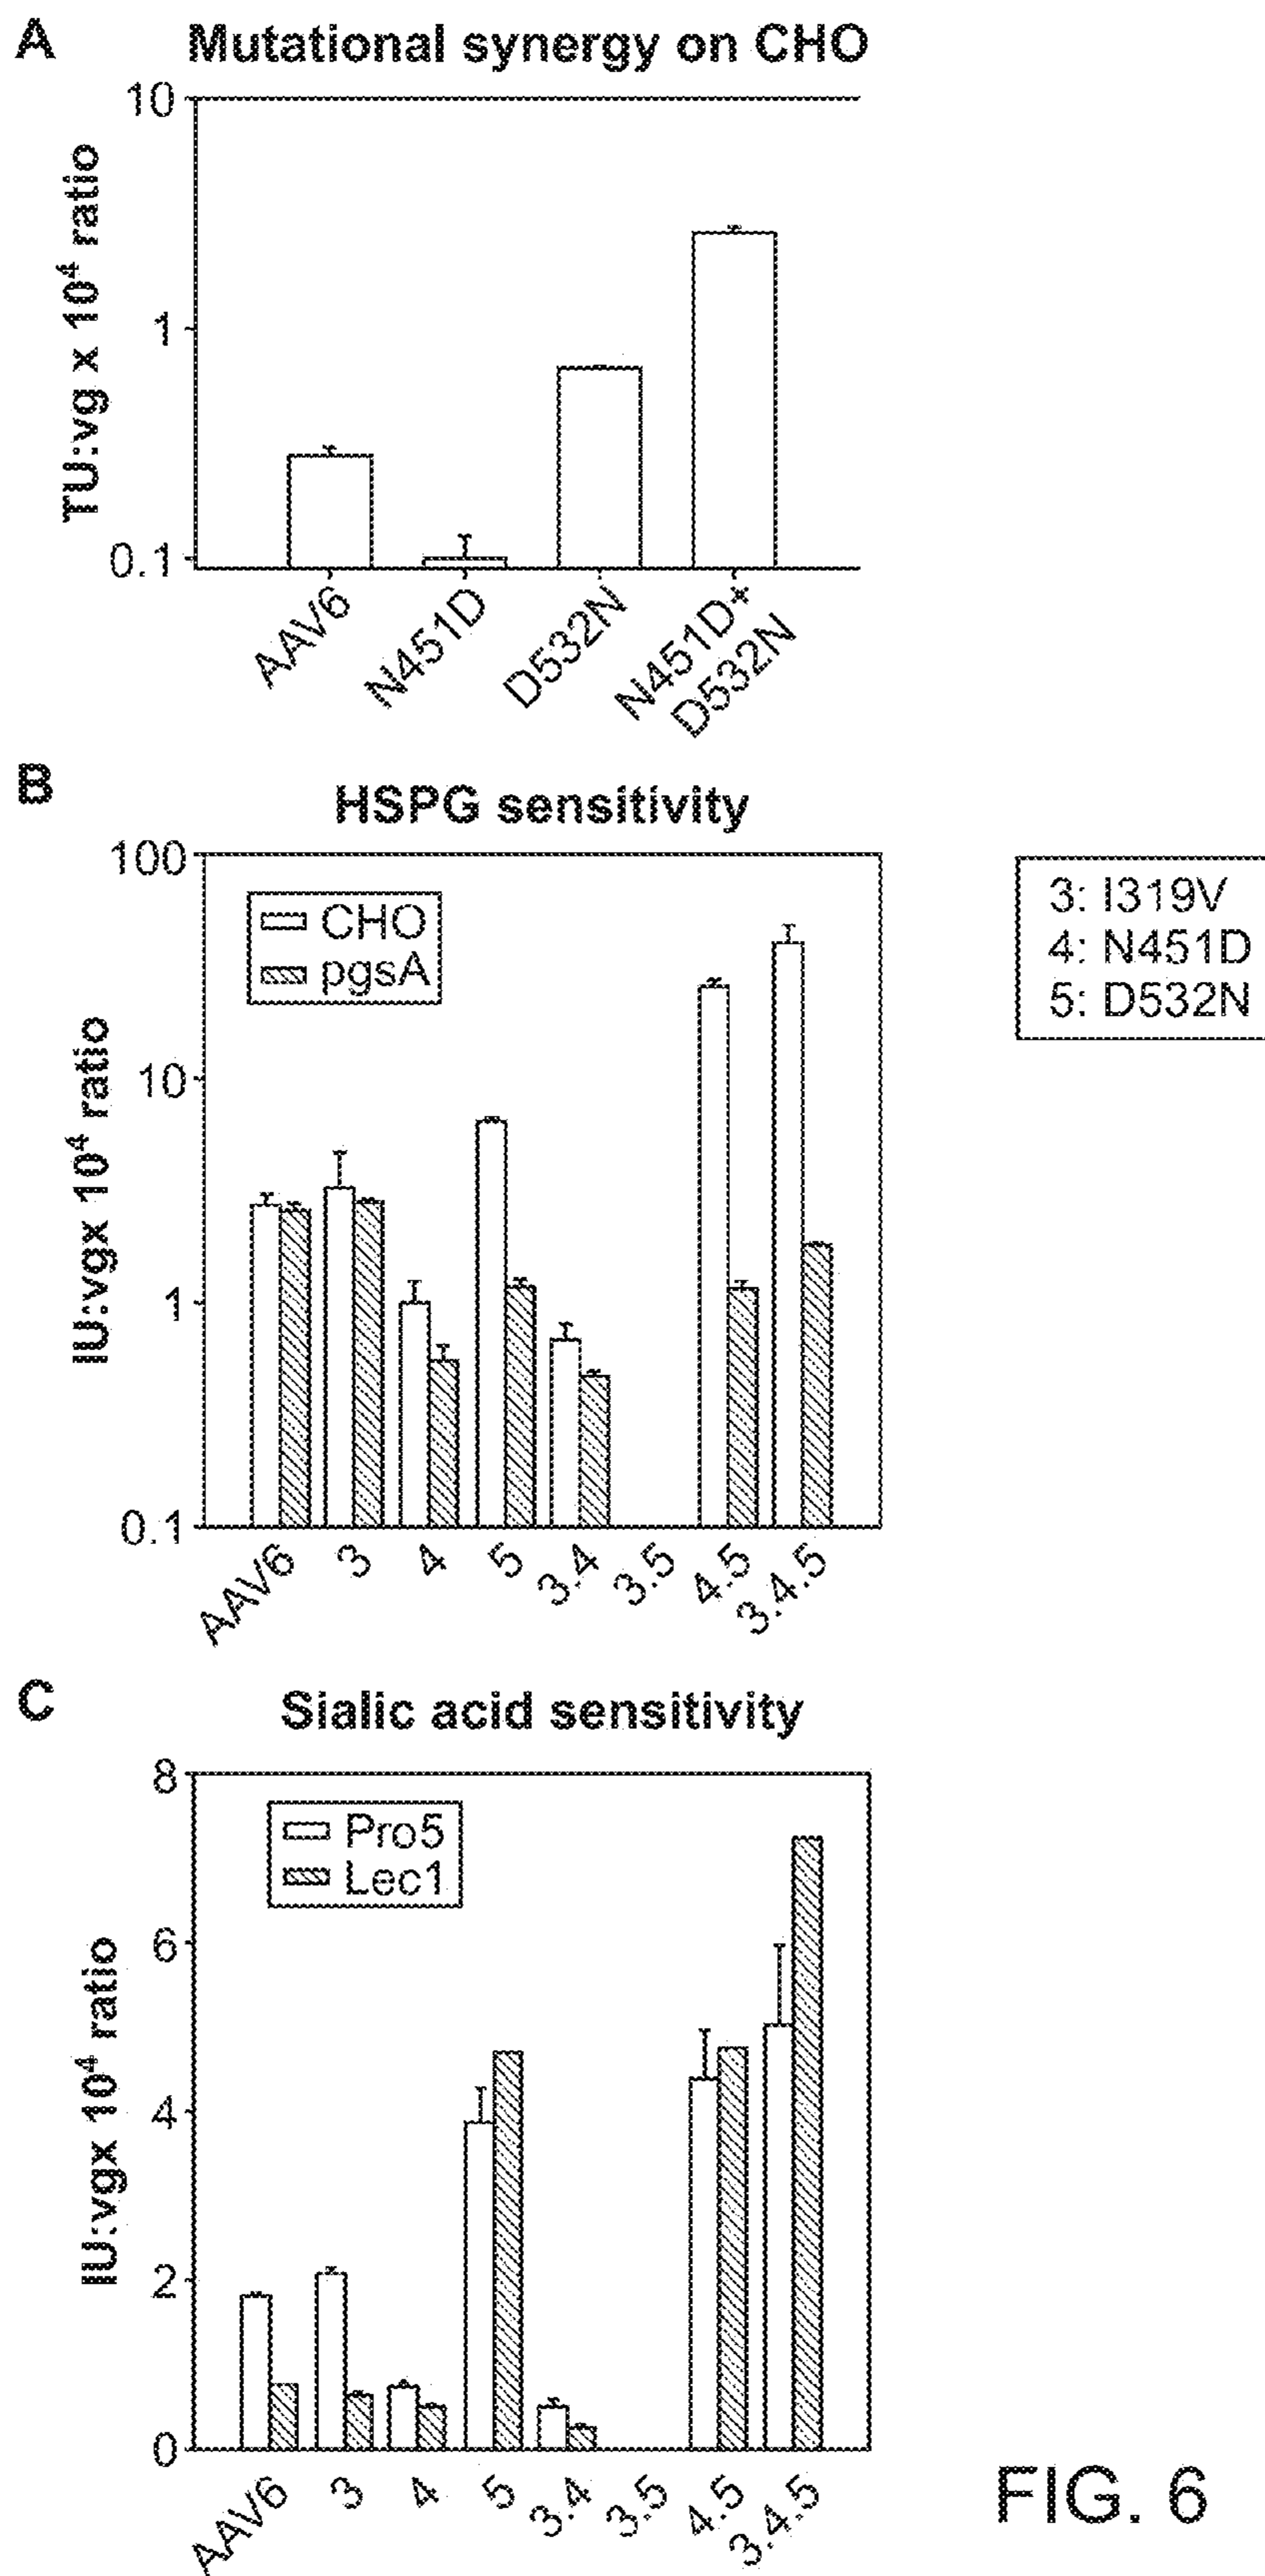 A
Mutational synergy on CHO
TU:vg x 10⁴ ratio
10
1
0.1
AAV6
N451D
D532N
N451D+
D532N
B
HSPG sensitivity
IU:vgx 10⁴ ratio
100
10
1
0.1
CHO
pgsA
AAV6
3
4
5
3.4
3.5
4.5
3.4.5
3: I319V
4: N451D
5: D532N
C
Sialic acid sensitivity
IU:vgx 10⁴ ratio
8
6
4
2
0
Pro5
Lec1
AAV6
3
4
5
3.4
3.5
4.5
3.4.5
FIG. 6